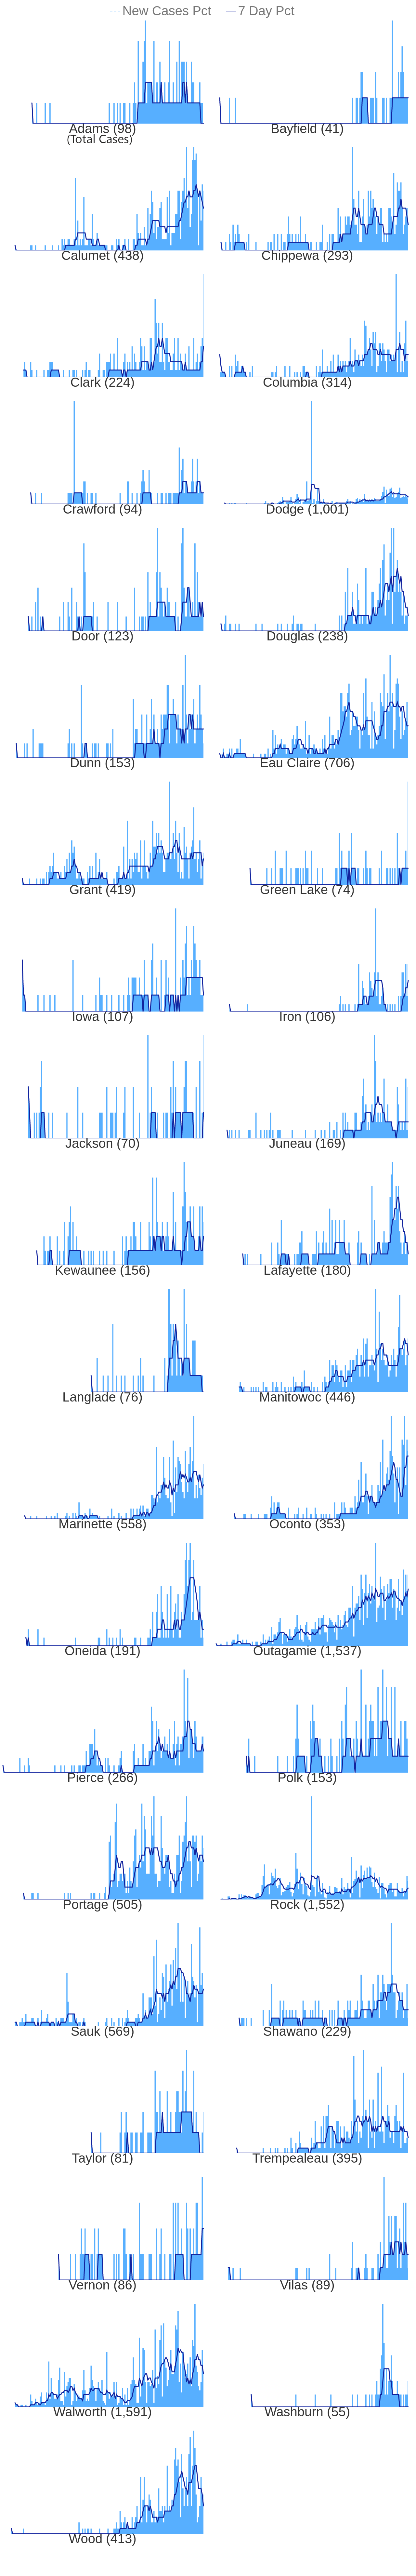 New Cases Pct 7 Day Pct
Adams (98) Bayfield (41)
(Total Cases)
Calumet (438) Chippewa (293)
Clark (224) Columbia (314)
Crawford (94) Dodge (1,001)
Door (123) Douglas (238)
Dunn (153) Eau Claire (706)
Grant (419) Green Lake (74)
Iowa (107) Iron (106)
Jackson (70) Juneau (169)
Kewaunee (156) Lafayette (180)
Langlade (76) Manitowoc (446)
Marinette (558) Oconto (353)
Oneida (191) Outagamie (1,537)
Pierce (266) Polk (153)
Portage (505) Rock (1,552)
Sauk (569) Shawano (229)
Taylor (81) Trempealeau (395)
Vernon (86) Vilas (89)
Walworth (1,591) Washburn (55)
Wood (413)